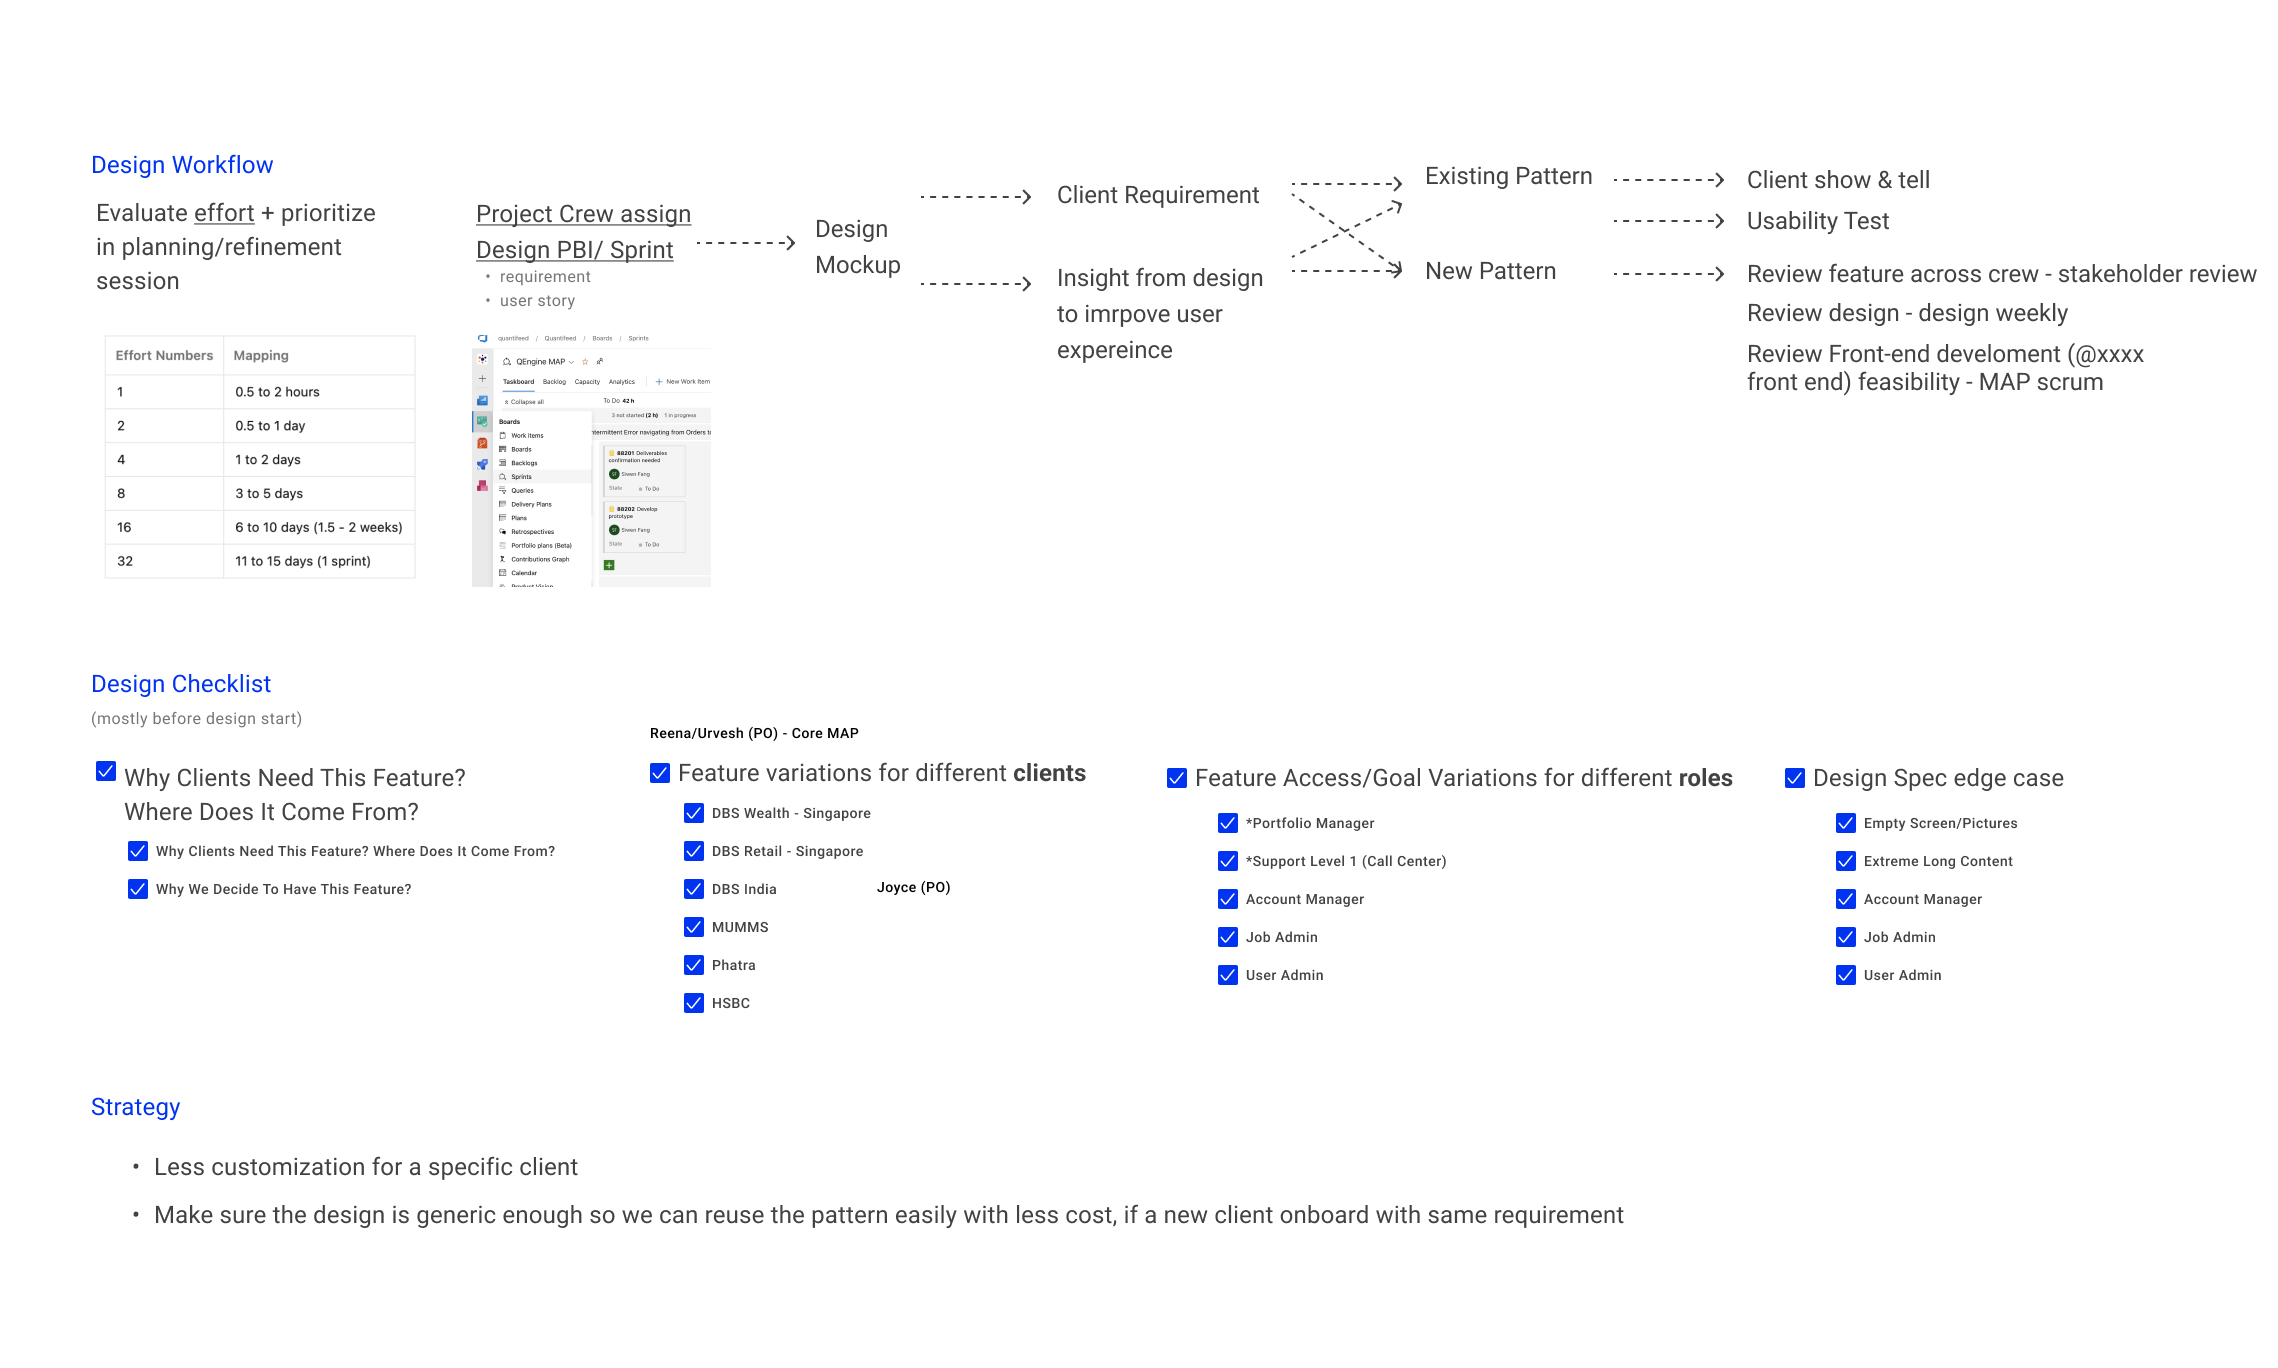 Design Workflow
Evaluate effort + prioritize
in planning/refinement
session
Effort Numbers Mapping
1 0.5 to 2 hours
2 0.5 to 1 day
4 1 to 2 days
8 3 to 5 days
16 6 to 10 days (1.5 - 2 weeks)
32 11 to 15 days (1 sprint)
Project Crew assign
Design PBI/ Sprint
• requirement
• user story
quantifeed / Quantifeed / Boards / Sprints
QEngine MAP
Taskboard Backlog Capacity Analytics + New Work Item
Collapse all
To Do 42 h
3 not started (2 h) 1 in progress
Boards
Work items
Boards
Backlogs
Sprints
Queries
Delivery Plans
Plans
Retrospectives
Portfolio plans (Beta)
Contributions Graph
Calendar
Product Vision
ntermittent Error navigating from Orders to
88201 Deliverables
confirmation needed
Siwen Fang
State To Do
88202 Develop
prototype
Siwen Fang
State To Do
Design
Mockup
Client Requirement
Insight from design
to imrpove user
expereince
Existing Pattern
New Pattern
Client show & tell
Usability Test
Review feature across crew - stakeholder review
Review design - design weekly
Review Front-end develoment (@xxxx
front end) feasibility - MAP scrum
Design Checklist
(mostly before design start)
Why Clients Need This Feature?
Where Does It Come From?
Why Clients Need This Feature? Where Does It Come From?
Why We Decide To Have This Feature?
Reena/Urvesh (PO) - Core MAP
Feature variations for different clients
DBS Wealth - Singapore
DBS Retail - Singapore
DBS India
Joyce (PO)
MUMMS
Phatra
HSBC
Feature Access/Goal Variations for different roles
*Portfolio Manager
*Support Level 1 (Call Center)
Account Manager
Job Admin
User Admin
Design Spec edge case
Empty Screen/Pictures
Extreme Long Content
Account Manager
Job Admin
User Admin
Strategy
• Less customization for a specific client
• Make sure the design is generic enough so we can reuse the pattern easily with less cost, if a new client onboard with same requirement